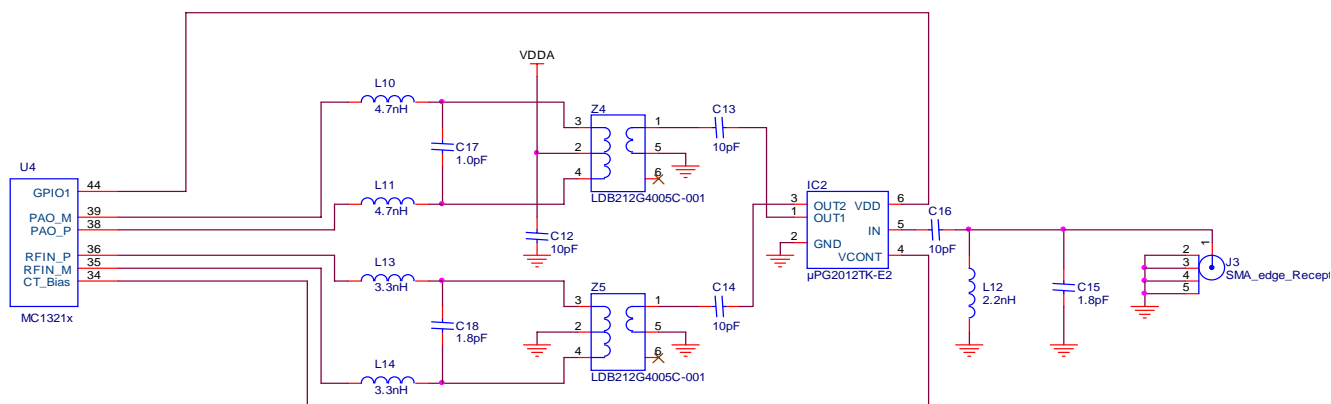 VDDA
L10
4.7nH
C17
1.0pF
L11
4.7nH
Z4
3
2
4
1
5
6
LDB212G4005C-001
C13
10pF
U4
GPIO1 44
PAO_M 39
PAO_P 38
RFIN_P 36
RFIN_M 35
CT_Bias 34
MC1321x
C12
10pF
IC2
3 OUT2 VDD 6
1 OUT1
IN 5
2 GND
VCONT 4
µPG2012TK-E2
C16
10pF
L13
3.3nH
C18
1.8pF
L14
3.3nH
Z5
3
2
4
1
5
6
LDB212G4005C-001
C14
10pF
L12
2.2nH
C15
1.8pF
1
2
3
4
5
J3
SMA_edge_Recept